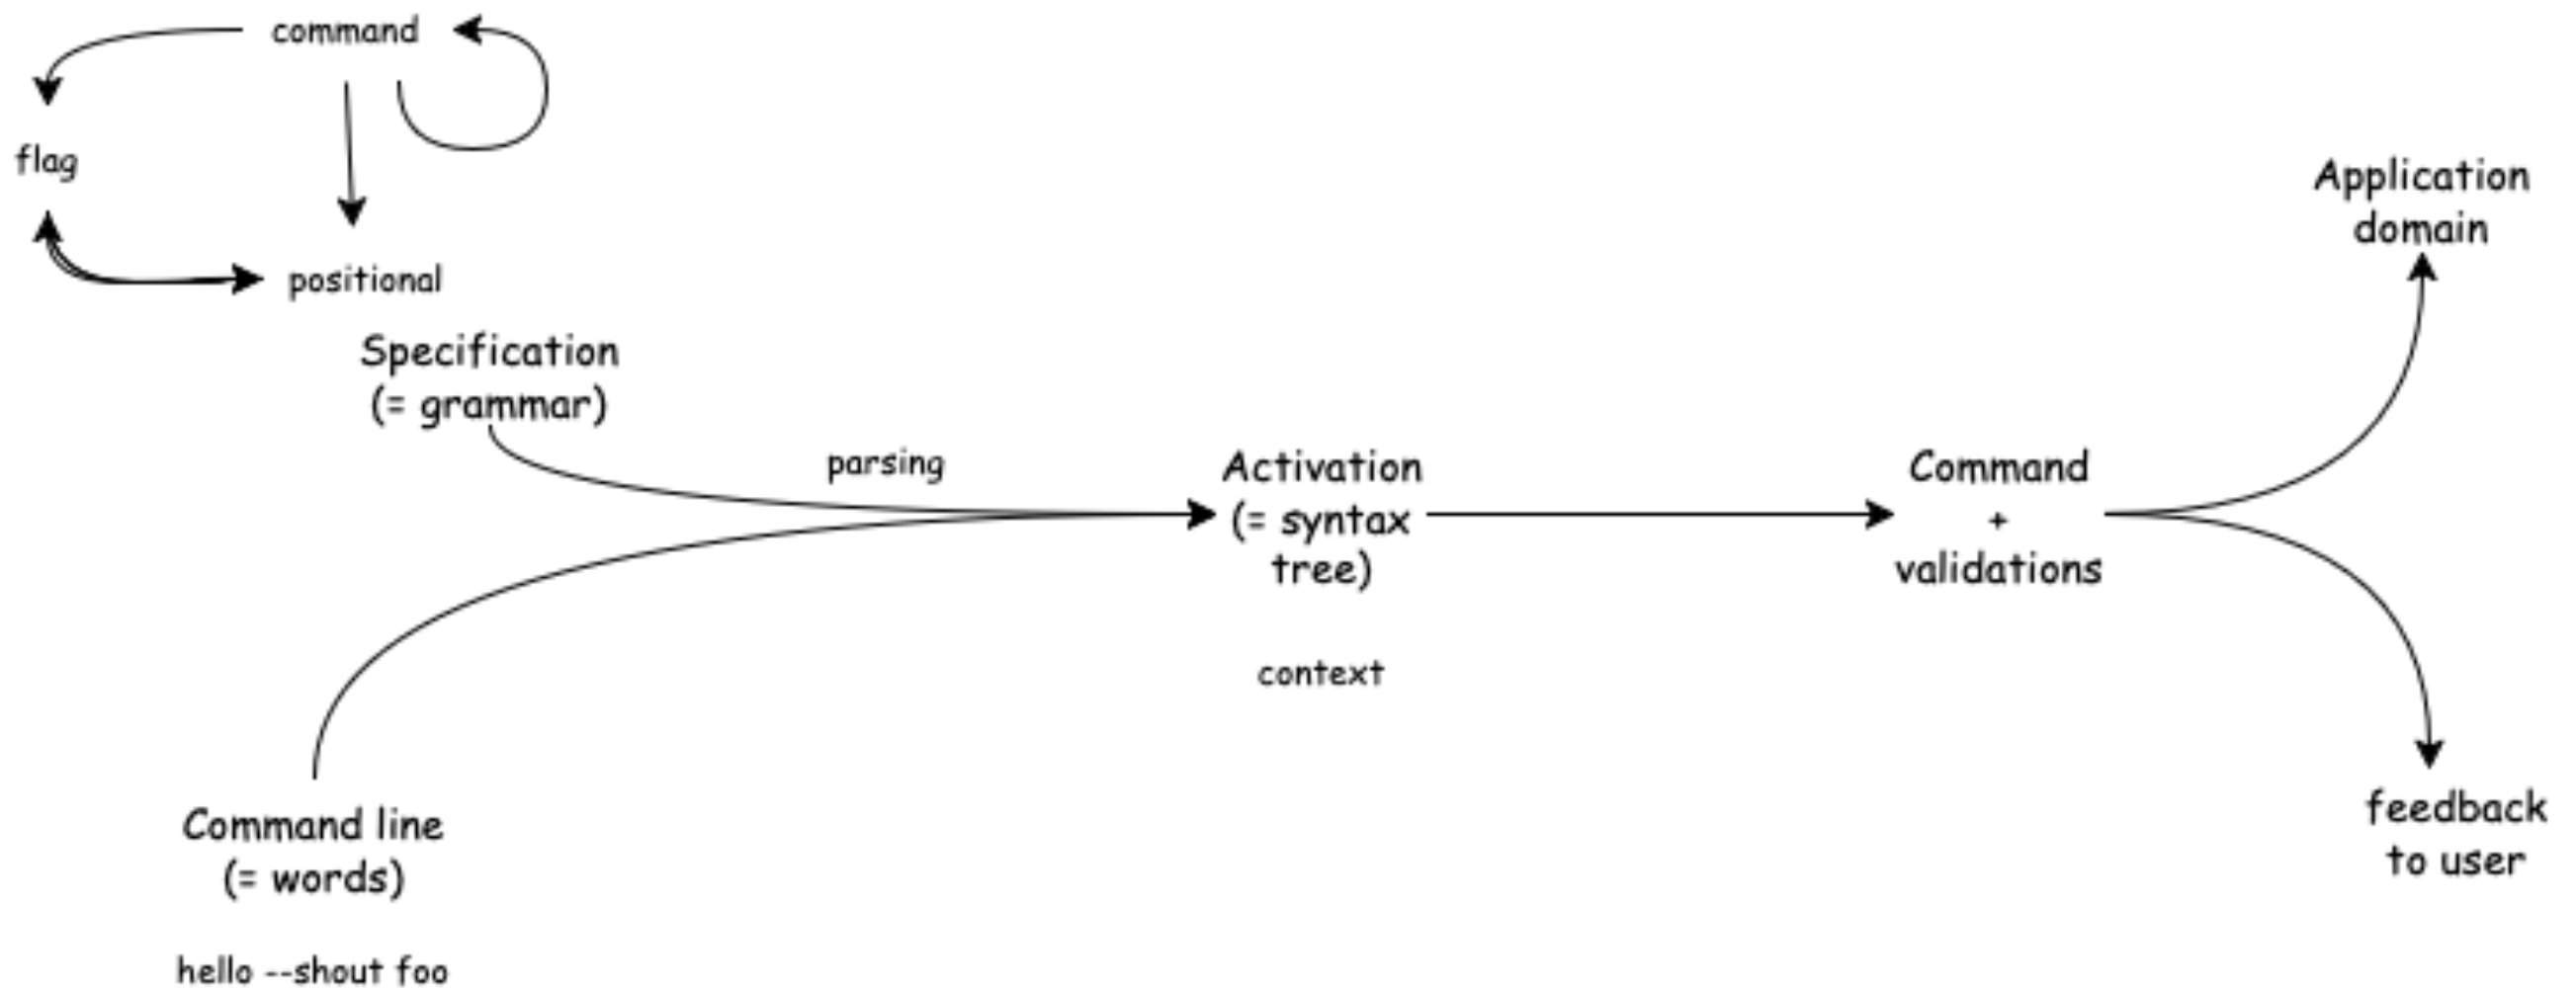 command
flag
positional
Specification
(= grammar)
parsing
Activation
(= syntax
tree)
context
Command line
(= words)
hello --shout foo
Command
+
validations
Application
domain
feedback
to user